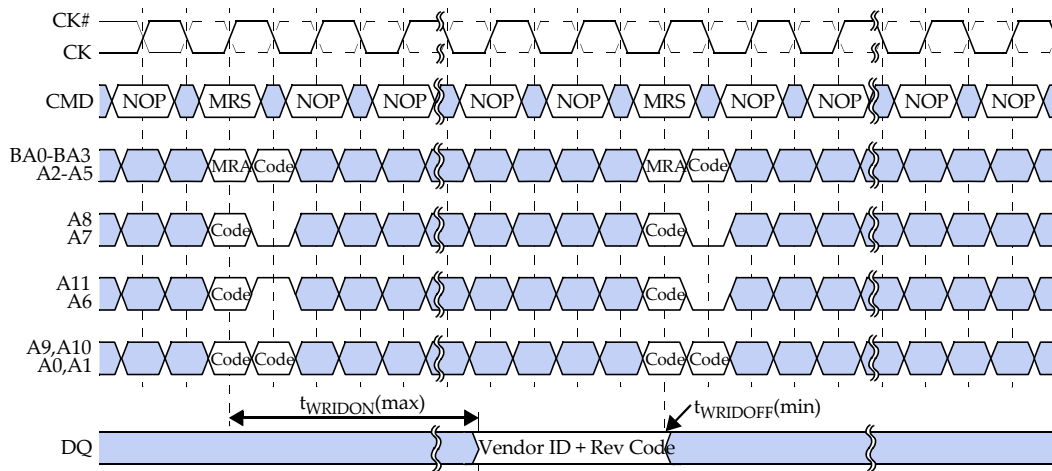 CK#
CK
CMD NOP MRS NOP NOP NOP NOP MRS NOP NOP NOP NOP
BA0-BA3
A2-A5
MRA Code MRA Code
A8
A7
Code Code
A11
A6
Code Code
A9,A10
A0,A1
Code Code Code Code
tWRIDON(max)
tWRIDOFF(min)
DQ Vendor ID + Rev Code